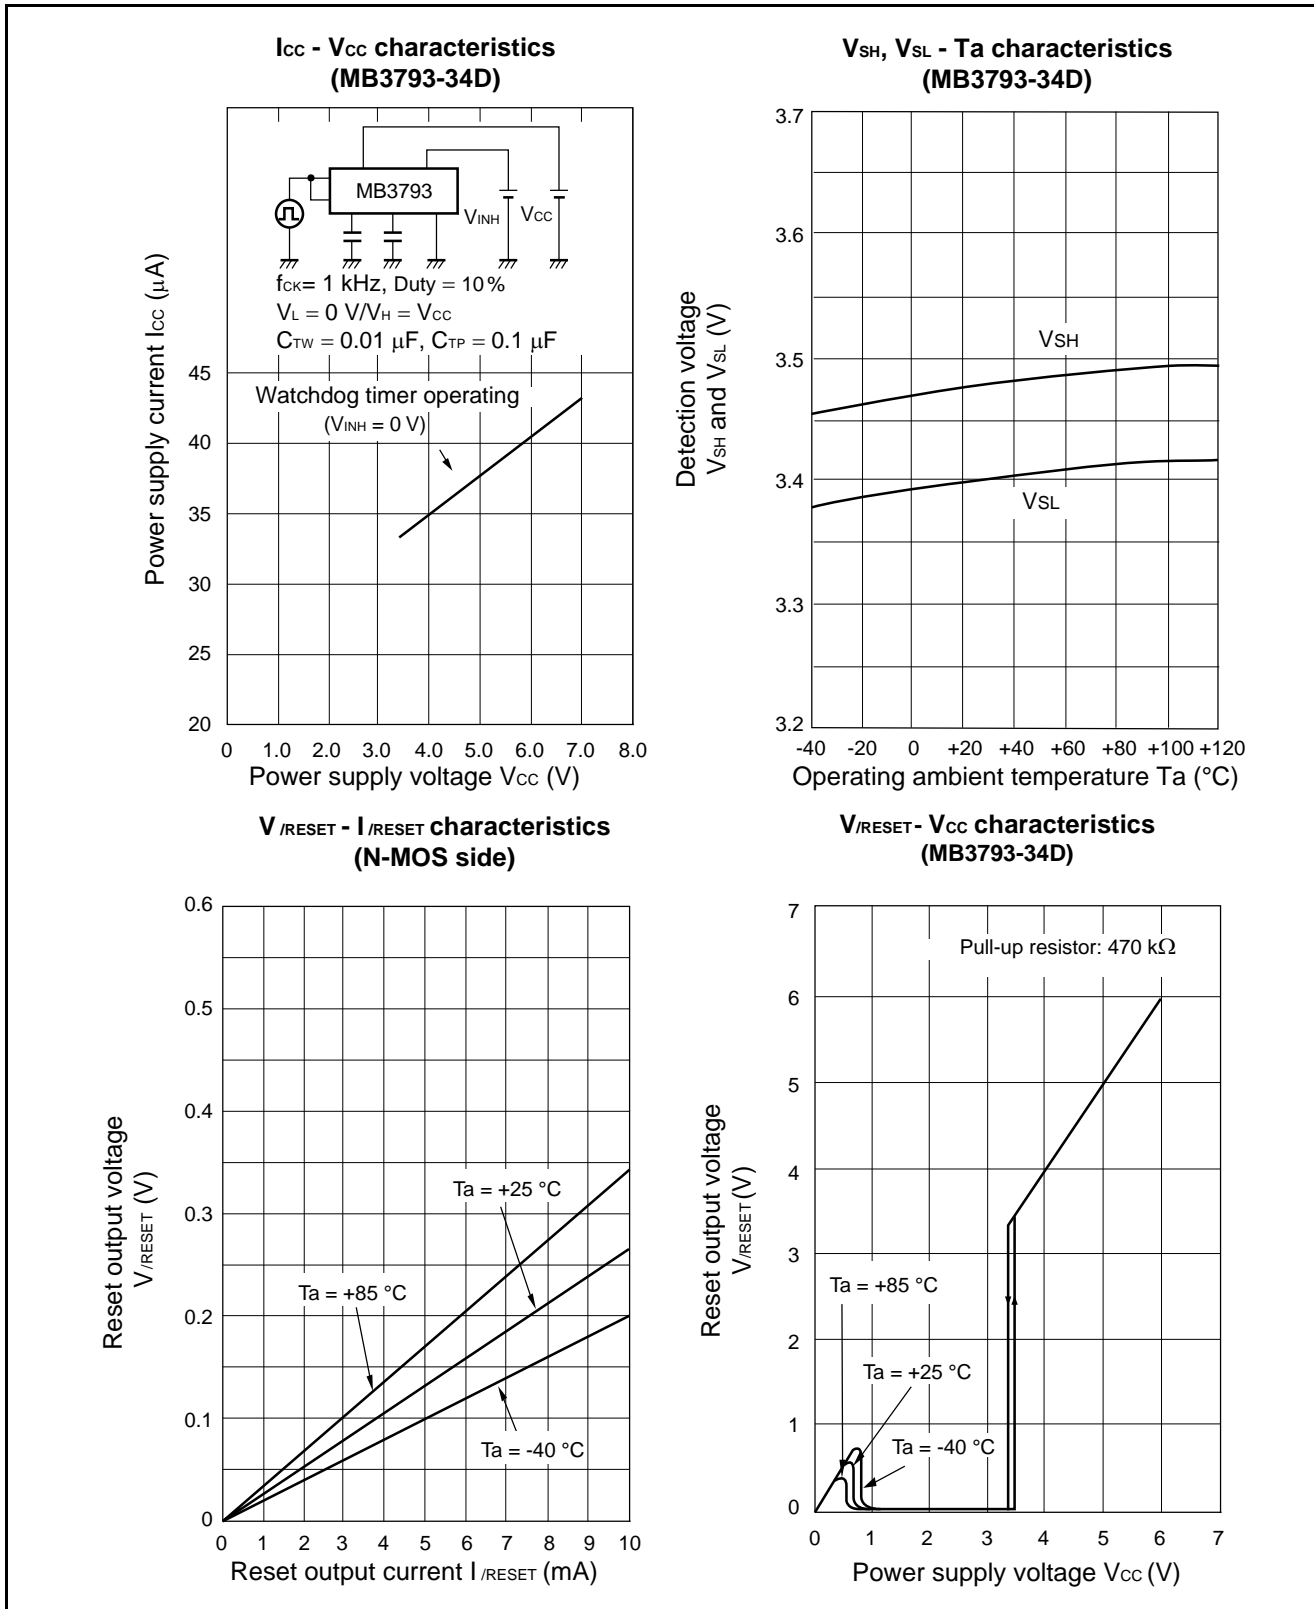 ICC - VCC characteristics
(MB3793-34D)
MB3793
VINH
VCC
fCK= 1 kHz, Duty = 10%
VL = 0 V/VH = VCC
CTW = 0.01 μF, CTP = 0.1 μF
Watchdog timer operating
(VINH = 0 V)
Power supply current ICC (μA)
45
40
35
30
25
20
0 1.0 2.0 3.0 4.0 5.0 6.0 7.0 8.0
Power supply voltage VCC (V)
VSH, VSL - Ta characteristics
(MB3793-34D)
Detection voltage
VSH and VSL (V)
3.7
3.6
3.5
3.4
3.3
3.2
VSH
VSL
-40 -20 0 +20 +40 +60 +80 +100 +120
Operating ambient temperature Ta (°C)
V /RESET - I /RESET characteristics
(N-MOS side)
Reset output voltage
V/RESET (V)
0.6
0.5
0.4
0.3
0.2
0.1
0
Ta = +25 °C
Ta = +85 °C
Ta = -40 °C
0 1 2 3 4 5 6 7 8 9 10
Reset output current I /RESET (mA)
V/RESET - VCC characteristics
(MB3793-34D)
Reset output voltage
V/RESET (V)
7
6
5
4
3
2
1
0
Pull-up resistor: 470 kΩ
Ta = +85 °C
Ta = +25 °C
Ta = -40 °C
0 1 2 3 4 5 6 7
Power supply voltage VCC (V)